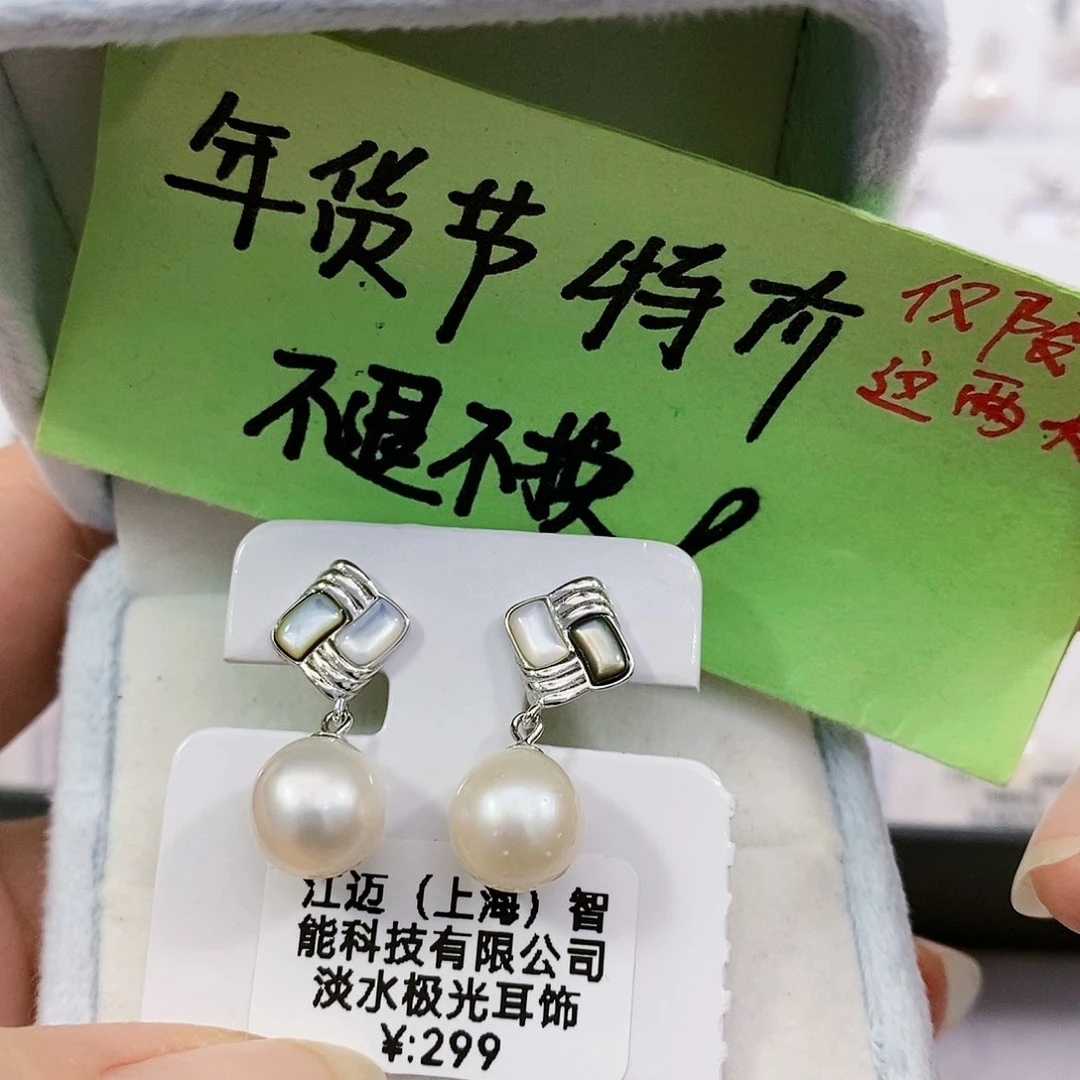 年货节 特价
不退不换!
仅限
这两
江迈(上海)智
能科技有限公司
淡水极光耳饰
¥:299